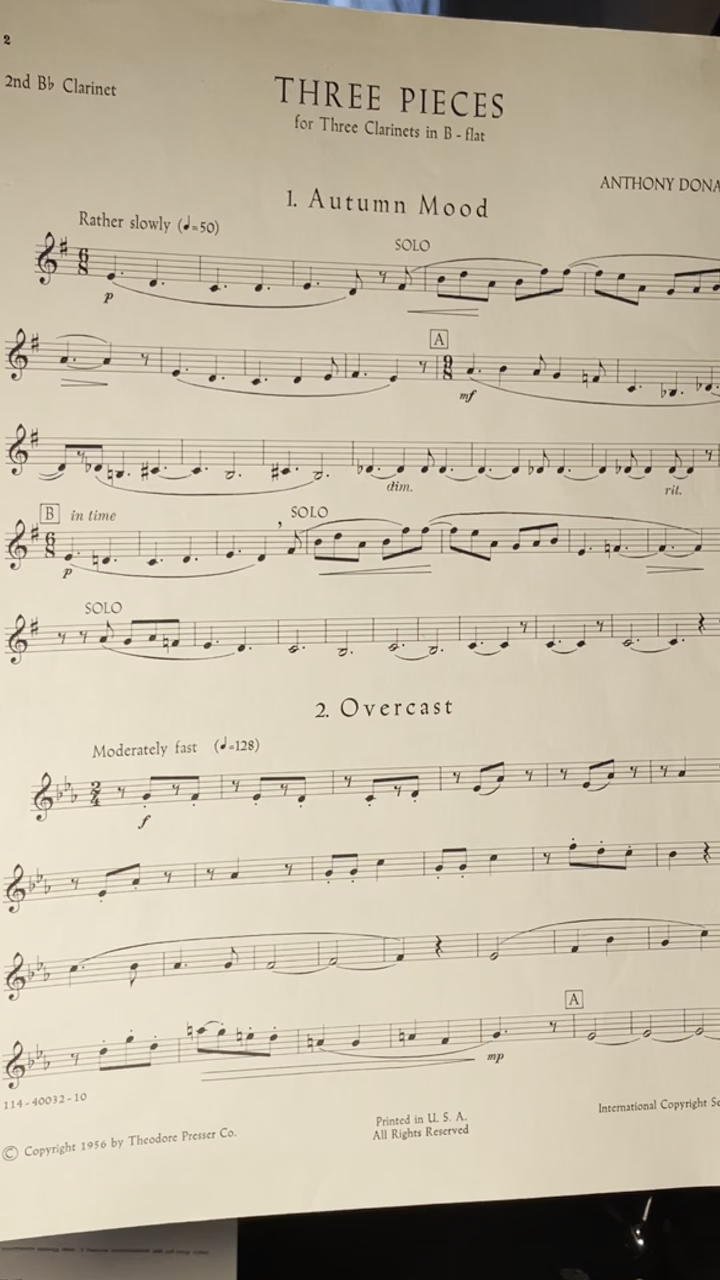 2
2nd B♭ Clarinet
THREE PIECES
for Three Clarinets in B - flat
ANTHONY DONA
1. Autumn Mood
Rather slowly (♩=50)
SOLO
p
A
mf
dim.
rit.
B in time
SOLO
p
SOLO
2. Overcast
Moderately fast (♩=128)
f
A
mp
114-40032-10
© Copyright 1956 by Theodore Presser Co.
Printed in U. S. A.
All Rights Reserved
International Copyright Se